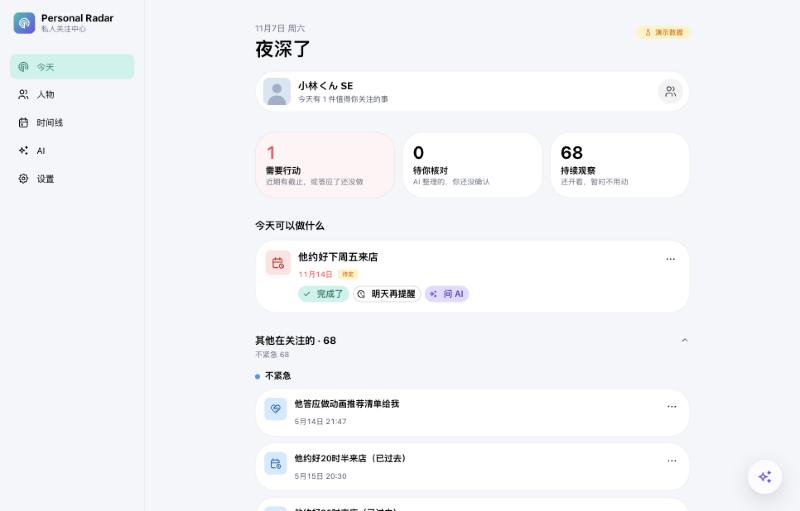 Personal Radar
私人关注中心
今天
人物
时间线
AI
设置
11月7日 周六
夜深了
演示数据
小林くん SE
今天有 1 件值得你关注的事
1
需要行动
近期有截止，或答应了还没做
0
待你核对
AI 整理的，你还没确认
68
持续观察
还开着，暂时不用动
今天可以做什么
他约好下周五来店
11月14日 待定
完成了 明天再提醒 问 AI
其他在关注的 · 68
不紧急 68
不紧急
他答应做动画推荐清单给我
5月14日 21:47
他约好20时半来店（已过去）
5月15日 20:30